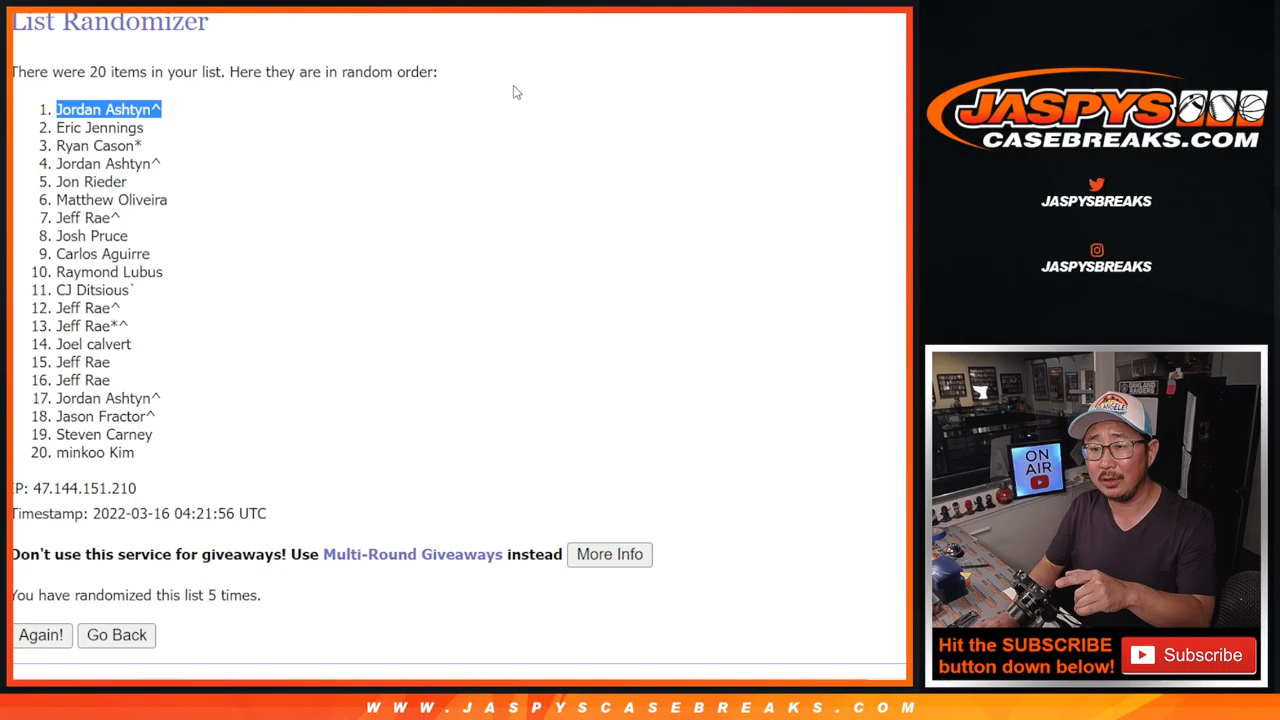 List Randomizer
There were 20 items in your list. Here they are in random order:
1. Jordan Ashtyn^
2. Eric Jennings
3. Ryan Cason*
4. Jordan Ashtyn^
5. Jon Rieder
6. Matthew Oliveira
7. Jeff Rae^
8. Josh Pruce
9. Carlos Aguirre
10. Raymond Lubus
11. CJ Ditsious`
12. Jeff Rae^
13. Jeff Rae*^
14. Joel calvert
15. Jeff Rae
16. Jeff Rae
17. Jordan Ashtyn^
18. Jason Fractor^
19. Steven Carney
20. minkoo Kim
IP: 47.144.151.210
Timestamp: 2022-03-16 04:21:56 UTC
Don't use this service for giveaways! Use Multi-Round Giveaways instead More Info
You have randomized this list 5 times.
Again! Go Back
JASPYS
CASEBREAKS.COM
JASPYSBREAKS
JASPYSBREAKS
OAKLAND
RAIDERS
ON
AIR
Hit the SUBSCRIBE
button down below!
Subscribe
WWW.JASPYSCASEBREAKS.COM